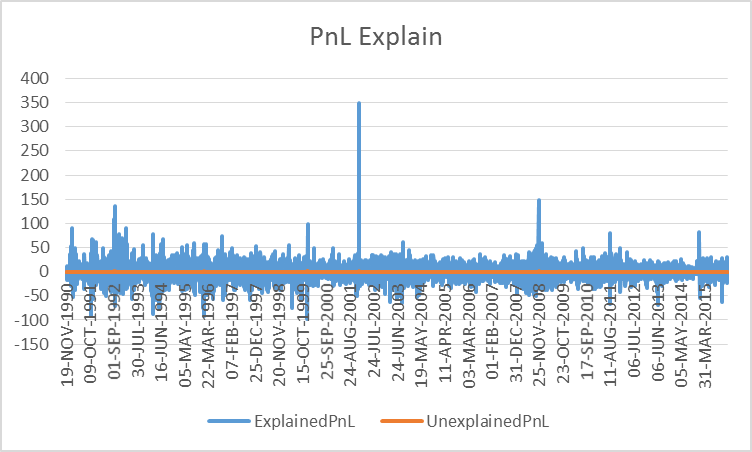 PnL Explain
400
350
300
250
200
150
100
50
0
-50
-100
-150
19-NOV-1990
09-OCT-1991
01-SEP-1992
30-JUL-1993
16-JUN-1994
05-MAY-1995
22-MAR-1996
07-FEB-1997
25-DEC-1997
20-NOV-1998
15-OCT-1999
25-SEP-2000
24-AUG-2001
24-JUL-2002
24-JUN-2003
19-MAY-2004
11-APR-2005
03-MAR-2006
01-FEB-2007
31-DEC-2007
25-NOV-2008
23-OCT-2009
17-SEP-2010
11-AUG-2011
06-JUL-2012
06-JUN-2013
05-MAY-2014
31-MAR-2015
ExplainedPnL UnexplainedPnL